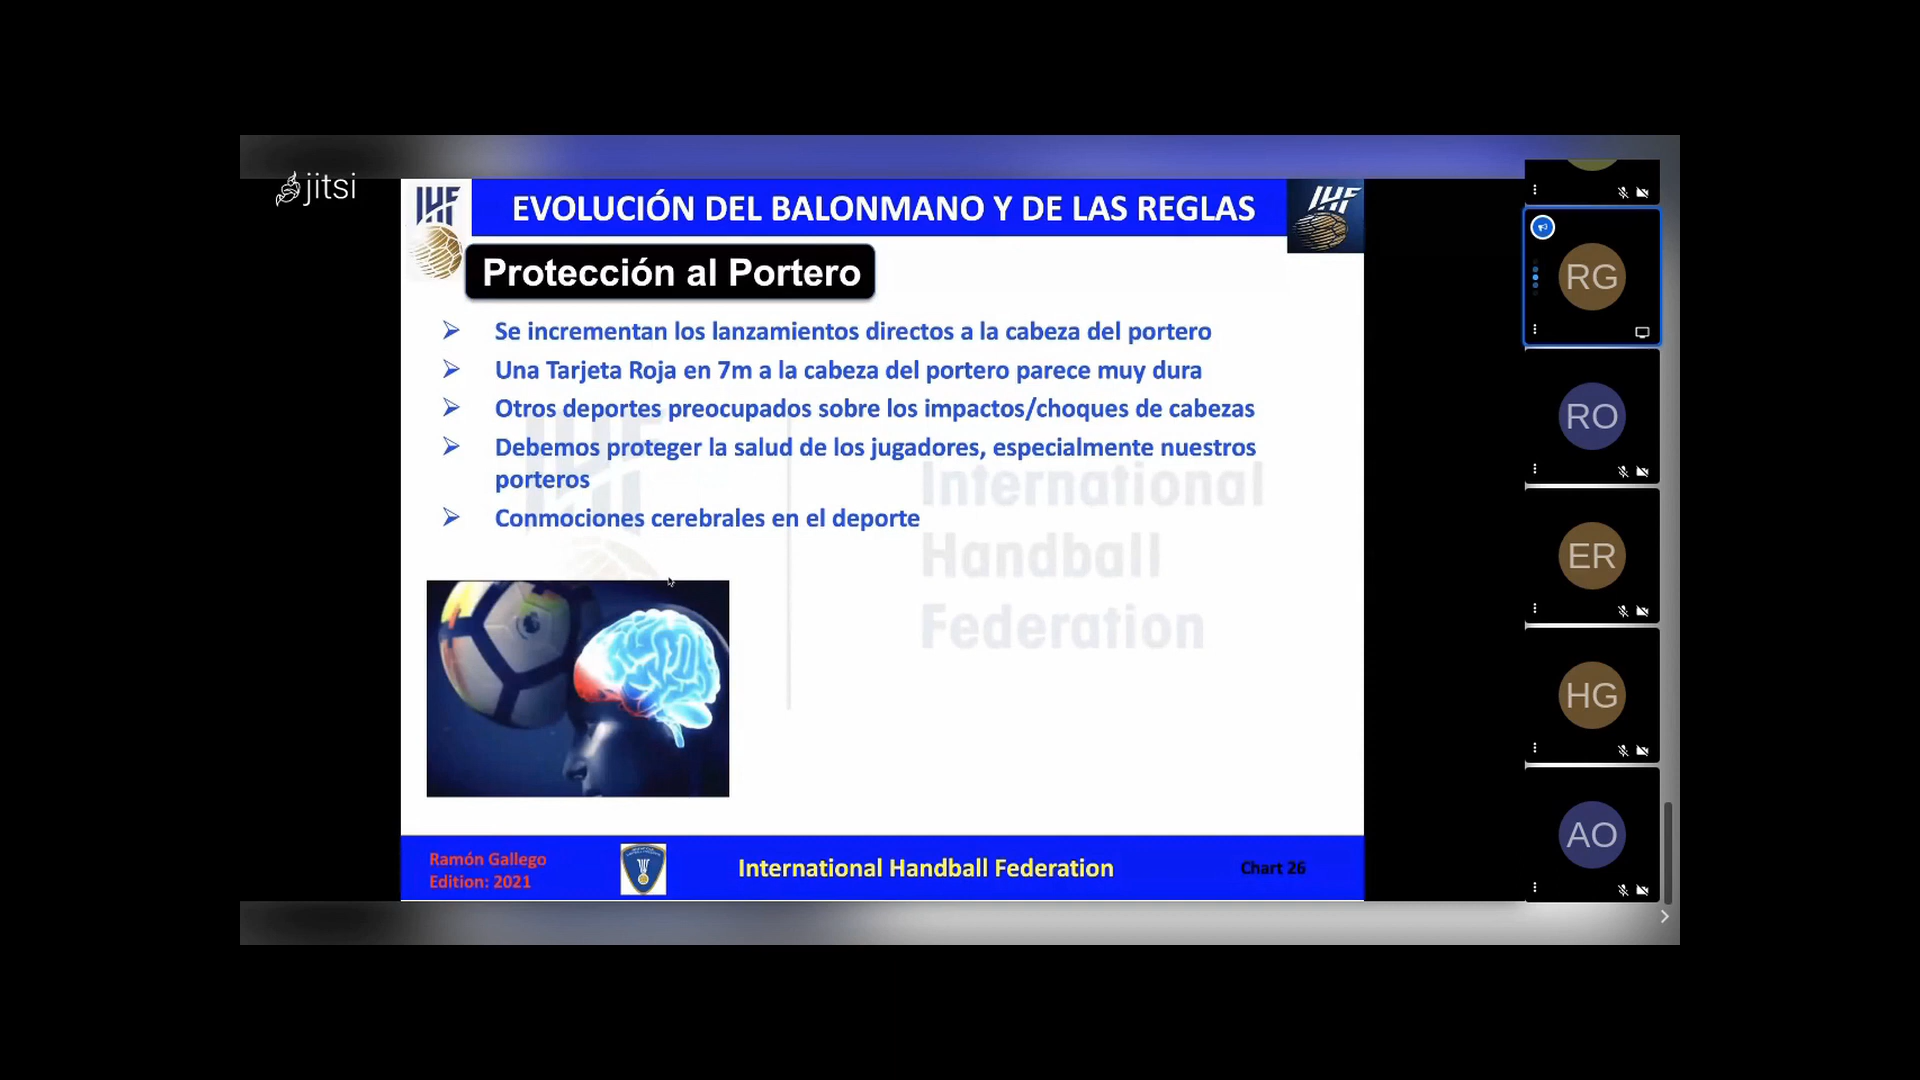 jitsi
IHF
EVOLUCIÓN DEL BALONMANO Y DE LAS REGLAS
IHF
Protección al Portero
Se incrementan los lanzamientos directos a la cabeza del portero
Una Tarjeta Roja en 7m a la cabeza del portero parece muy dura
Otros deportes preocupados sobre los impactos/choques de cabezas
Debemos proteger la salud de los jugadores, especialmente nuestros
porteros
Conmociones cerebrales en el deporte
IHF
International
Handball
Federation
Ramón Gallego
Edition: 2021
International Handball Federation
Chart 26
RG
RO
ER
HG
AO